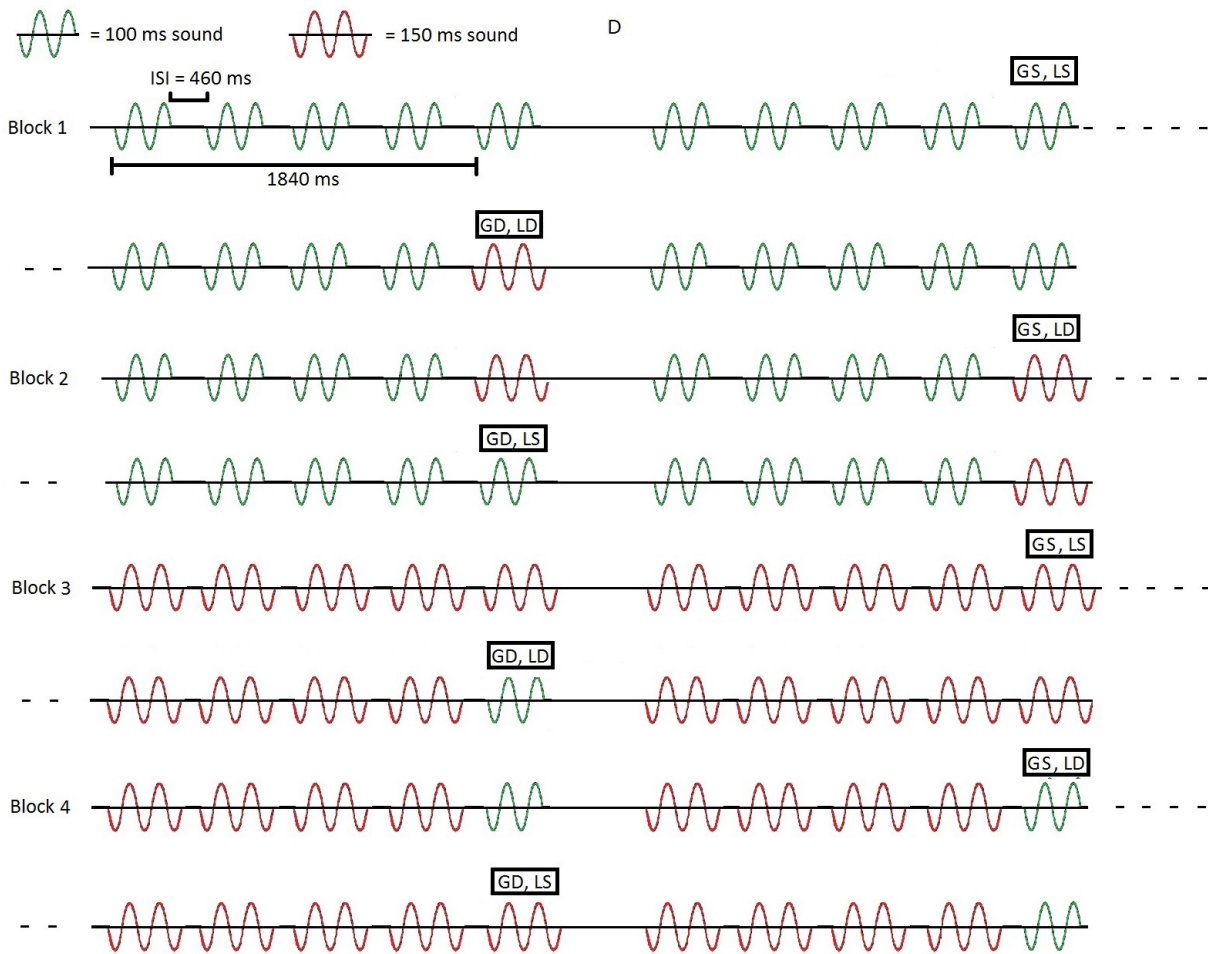 = 100 ms sound
= 150 ms sound
D
ISI = 460 ms
GS, LS
Block 1
1840 ms
GD, LD
GS, LD
Block 2
GD, LS
GS, LS
Block 3
GD, LD
GS, LD
Block 4
GD, LS